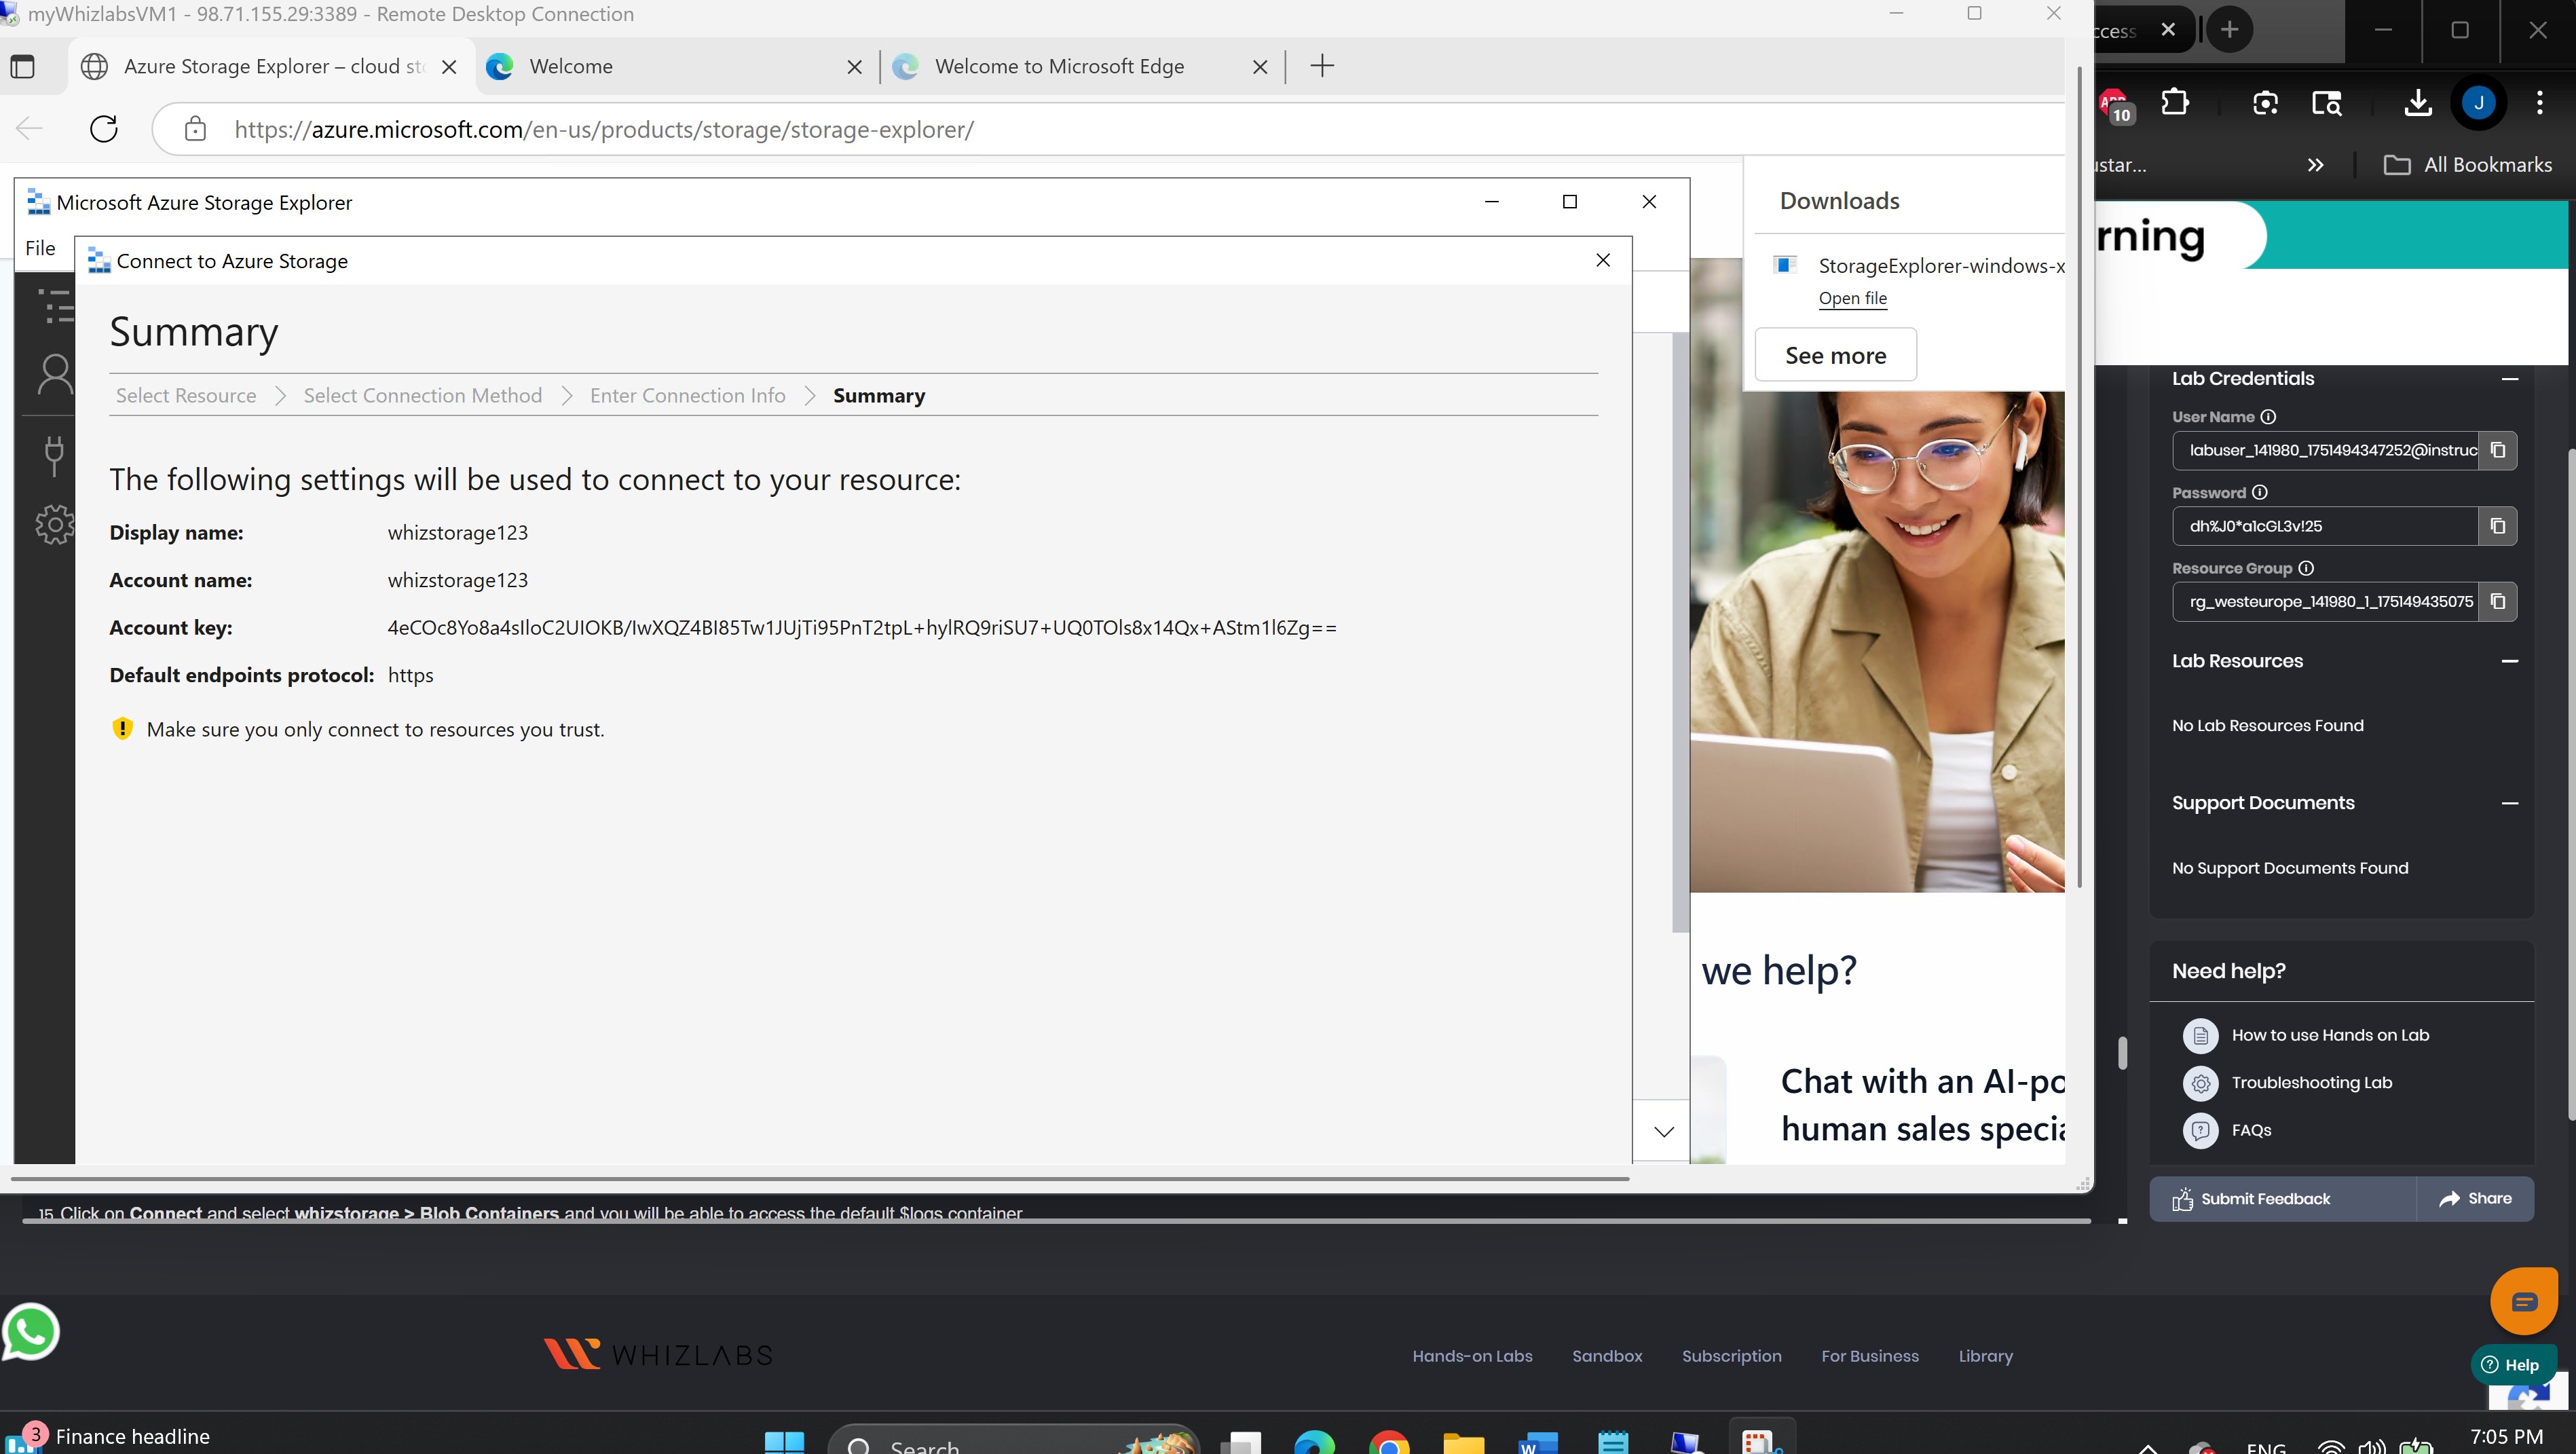 myWhizlabsVM1 - 98.71.155.29:3389 - Remote Desktop Connection
Azure Storage Explorer – cloud sto
Welcome
Welcome to Microsoft Edge
https://azure.microsoft.com/en-us/products/storage/storage-explorer/
Microsoft Azure Storage Explorer
File
Connect to Azure Storage
Summary
Select Resource
Select Connection Method
Enter Connection Info
Summary
The following settings will be used to connect to your resource:
Display name: whizstorage123
Account name: whizstorage123
Account key: 4eCOc8Yo8a4sIloC2UIOKB/IwXQZ4BI85Tw1JUjTi95PnT2tpL+hylRQ9riSU7+UQ0TOls8x14Qx+AStm1l6Zg==
Default endpoints protocol: https
Make sure you only connect to resources you trust.
Downloads
StorageExplorer-windows-x
Open file
See more
we help?
Chat with an AI-po
human sales specia
15. Click on Connect and select whizstorage > Blob Containers and you will be able to access the default $logs container
ccess
10
J
ustar...
All Bookmarks
rning
Lab Credentials
User Name
labuser_141980_1751494347252@instruc
Password
dh%J0*a1cGL3v!25
Resource Group
rg_westeurope_141980_1_175149435075
Lab Resources
No Lab Resources Found
Support Documents
No Support Documents Found
Need help?
How to use Hands on Lab
Troubleshooting Lab
FAQs
Submit Feedback
Share
WHIZLABS
Hands-on Labs
Sandbox
Subscription
For Business
Library
Help
3
Finance headline
Search
W
ENG
7:05 PM